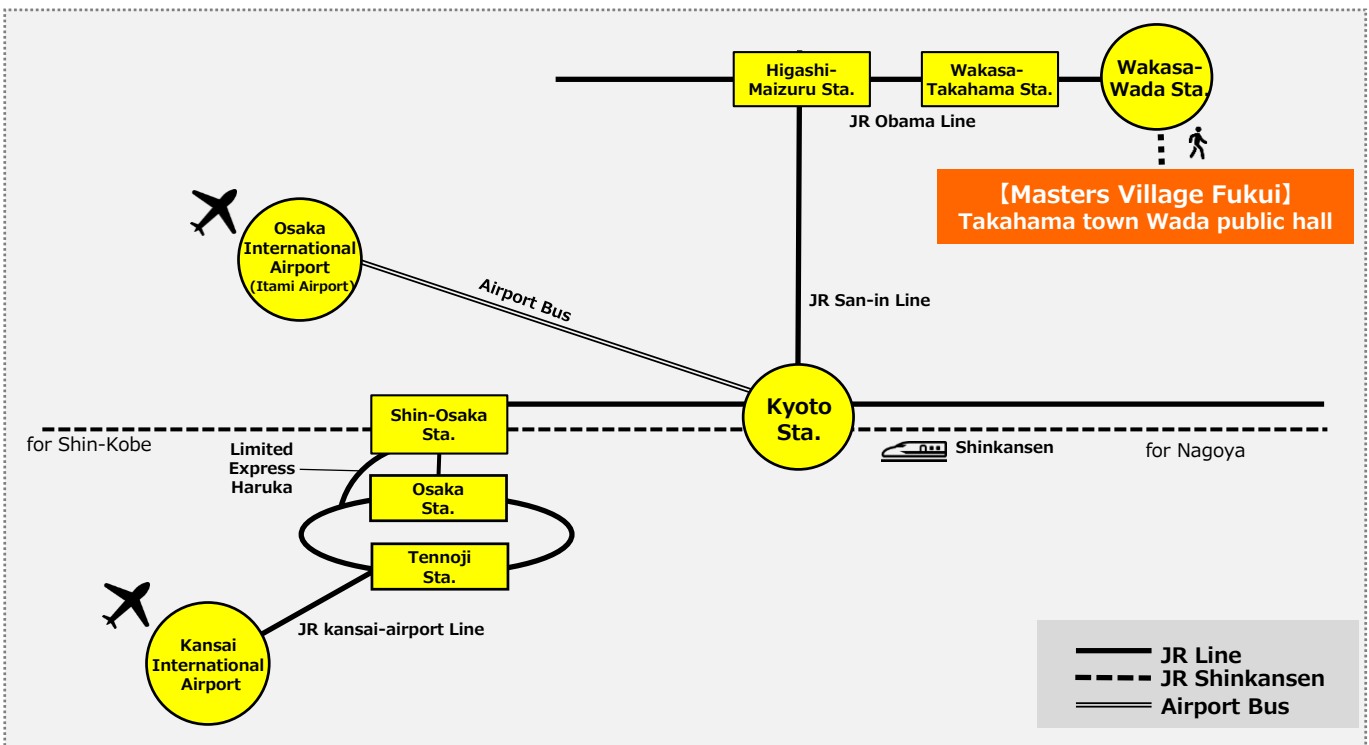 Higashi-
Maizuru Sta.
Wakasa-
Takahama Sta.
Wakasa-
Wada Sta.
JR Obama Line
【Masters Village Fukui】
Takahama town Wada public hall
Osaka
International
Airport
(Itami Airport)
Airport Bus
JR San-in Line
Kyoto
Sta.
Shin-Osaka
Sta.
for Shin-Kobe
Limited
Express
Haruka
Shinkansen
for Nagoya
Osaka
Sta.
Tennoji
Sta.
JR kansai-airport Line
Kansai
International
Airport
JR Line
JR Shinkansen
Airport Bus